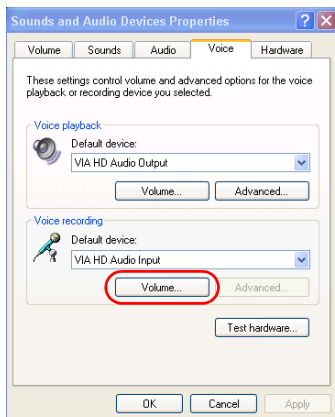 Sounds and Audio Devices Properties
Volume Sounds Audio Voice Hardware
These settings control volume and advanced options for the voice
playback or recording device you selected.
Voice playback
Default device:
VIA HD Audio Output
Volume... Advanced...
Voice recording
Default device:
VIA HD Audio Input
Volume... Advanced...
Test hardware...
OK Cancel Apply